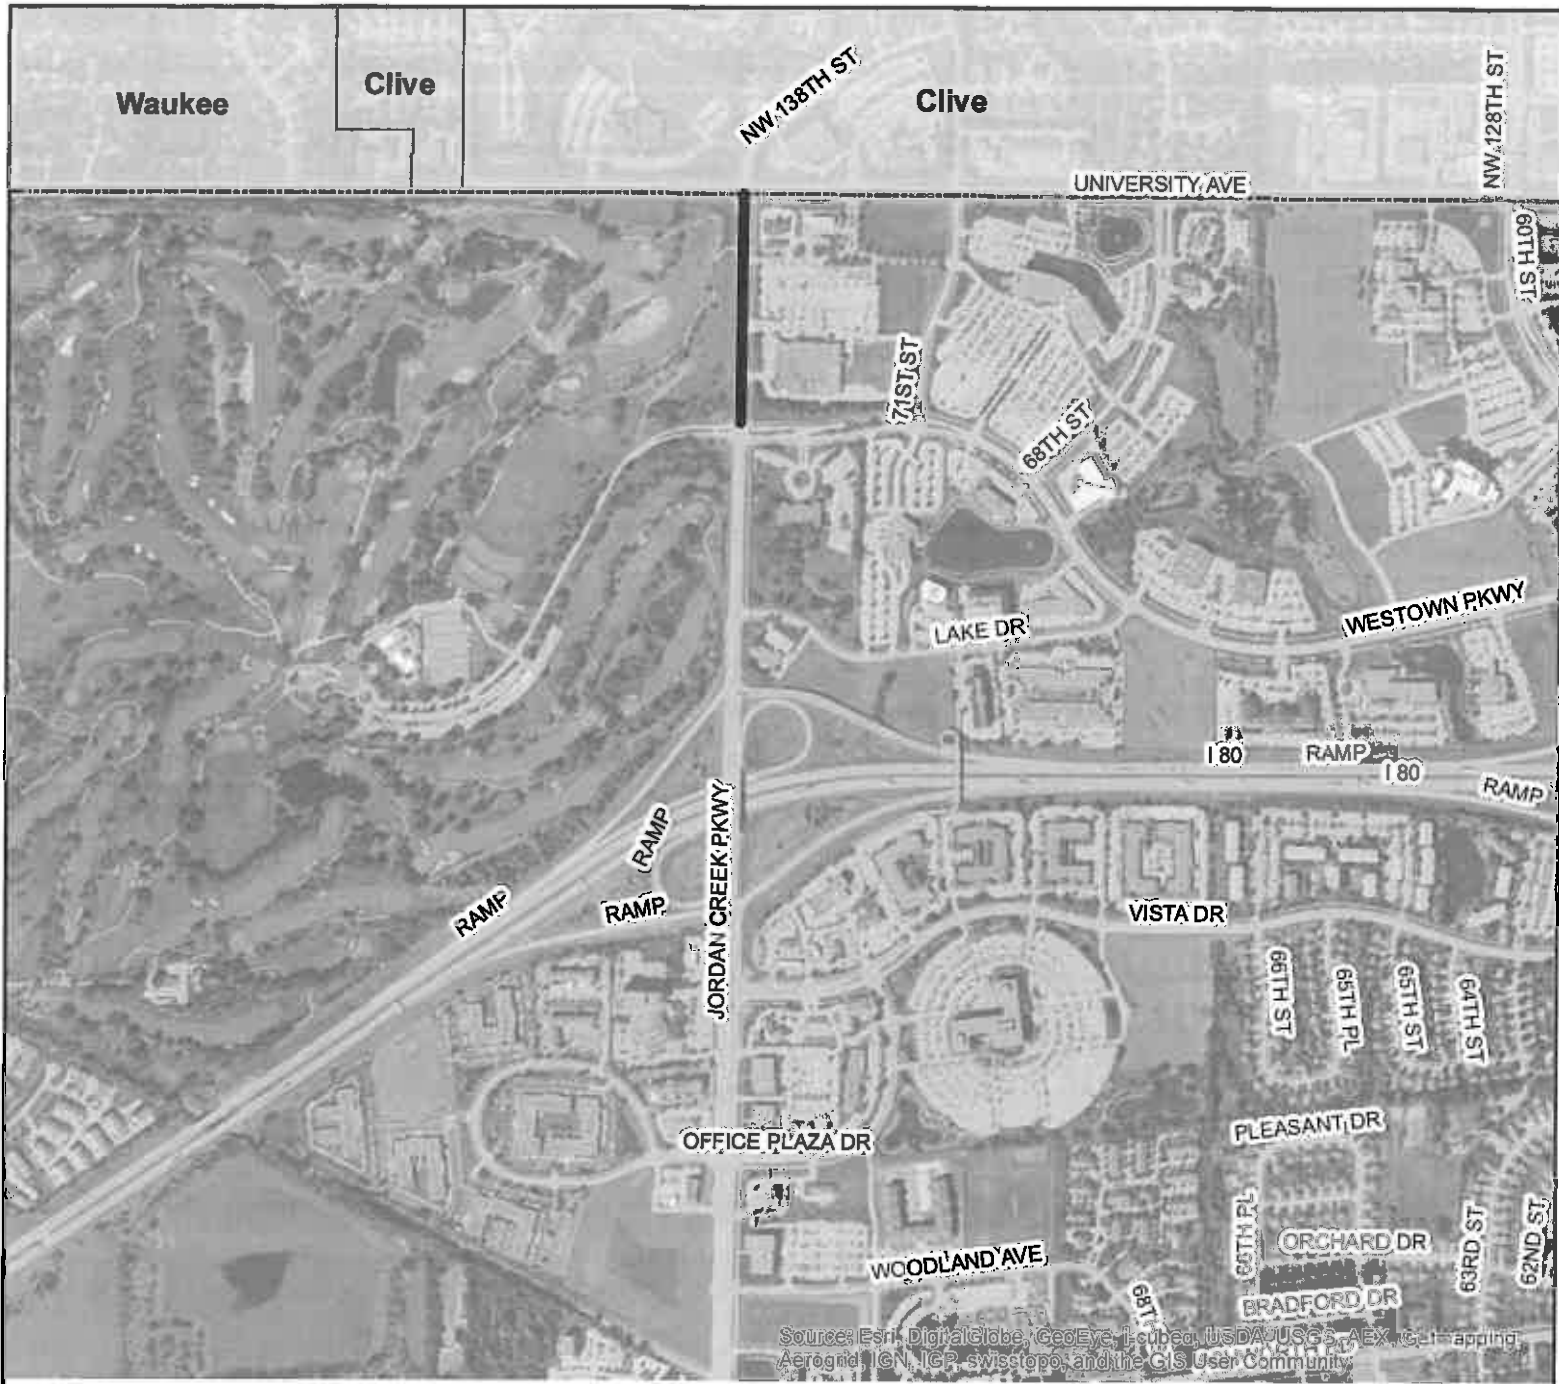 Waukee
Clive
NW 138TH ST
Clive
NW 128TH ST
UNIVERSITY AVE
60TH ST
71ST ST
68TH ST
WESTOWN PKWY
LAKE DR
I 80
RAMP
I 80
RAMP
JORDAN CREEK PKWY
RAMP
RAMP
RAMP
VISTA DR
66TH ST
65TH PL
65TH ST
64TH ST
OFFICE PLAZA DR
PLEASANT DR
66TH PL
ORCHARD DR
63RD ST
62ND ST
WOODLAND AVE
68TH
BRADFORD DR
Source: Esri, DigitalGlobe, GeoEye, i-cubed, USDA, USGS, AEX, Getmapping,
Aerogrid, IGN, IGP, swisstopo, and the GIS User Community